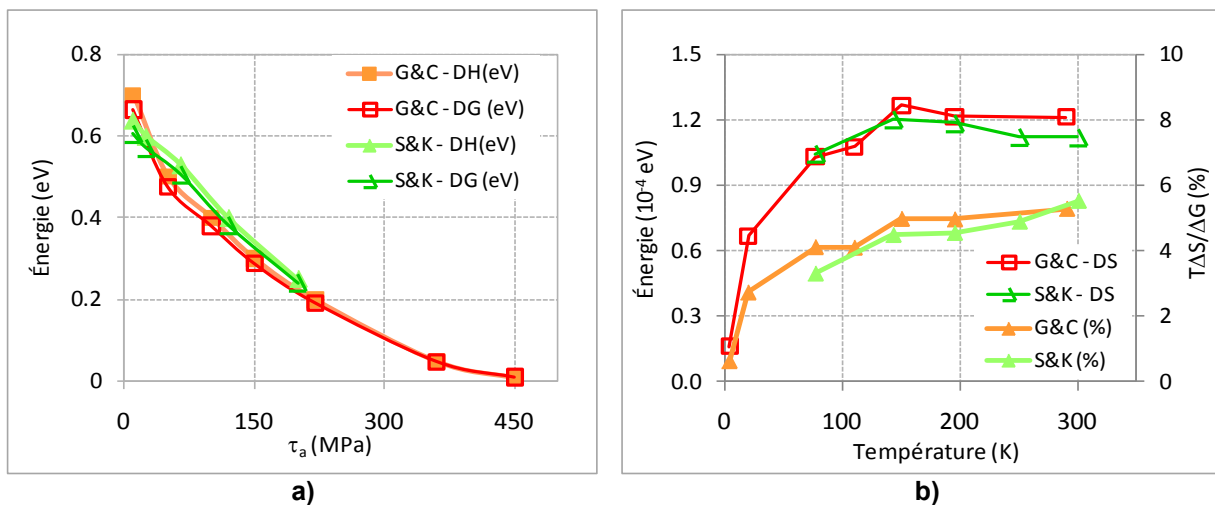 0.8
0.6
0.4
0.2
0
Énergie (eV)
0
150
300
450
τa (MPa)
G&C - DH(eV)
G&C - DG (eV)
S&K - DH(eV)
S&K - DG (eV)
a)
1.5
1.2
0.9
0.6
0.3
0.0
Énergie (10-4 eV)
0
100
200
300
Température (K)
10
8
6
4
2
0
TΔS/ΔG (%)
G&C - DS
S&K - DS
G&C (%)
S&K (%)
b)